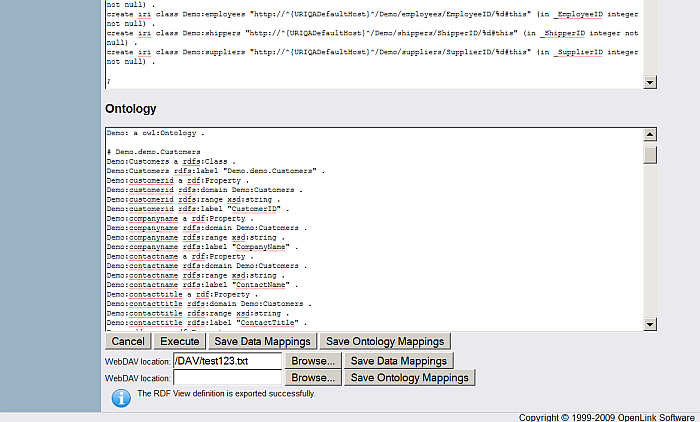 not null) .
create iri class Demo:employees "http://^{URIQADefaultHost}^/Demo/employees/EmployeeID/%d#this" (in _EmployeeID integer
not null) .
create iri class Demo:shippers "http://^{URIQADefaultHost}^/Demo/shippers/ShipperID/%d#this" (in _ShipperID integer not
null) .
create iri class Demo:suppliers "http://^{URIQADefaultHost}^/Demo/suppliers/SupplierID/%d#this" (in _SupplierID integer
not null) .
;
Ontology
Demo: a owl:Ontology .
# Demo.demo.Customers
Demo:Customers a rdfs:Class .
Demo:Customers rdfs:label "Demo.demo.Customers" .
Demo:customerid a rdf:Property .
Demo:customerid rdfs:domain Demo:Customers .
Demo:customerid rdfs:range xsd:string .
Demo:customerid rdfs:label "CustomerID" .
Demo:companyname a rdf:Property .
Demo:companyname rdfs:domain Demo:Customers .
Demo:companyname rdfs:range xsd:string .
Demo:companyname rdfs:label "CompanyName" .
Demo:contactname a rdf:Property .
Demo:contactname rdfs:domain Demo:Customers .
Demo:contactname rdfs:range xsd:string .
Demo:contactname rdfs:label "ContactName" .
Demo:contacttitle a rdf:Property .
Demo:contacttitle rdfs:domain Demo:Customers .
Demo:contacttitle rdfs:range xsd:string .
Demo:contacttitle rdfs:label "ContactTitle" .
Cancel Execute Save Data Mappings Save Ontology Mappings
WebDAV location: /DAV/test123.txt Browse... Save Data Mappings
WebDAV location: Browse... Save Ontology Mappings
The RDF View definition is exported successfully.
Copyright © 1999-2009 OpenLink Software